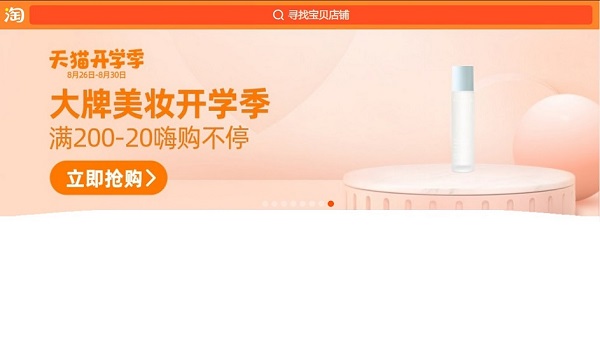 淘
寻找宝贝店铺
天猫开学季
8月26日-8月30日
大牌美妆开学季
满200-20嗨购不停
立即抢购